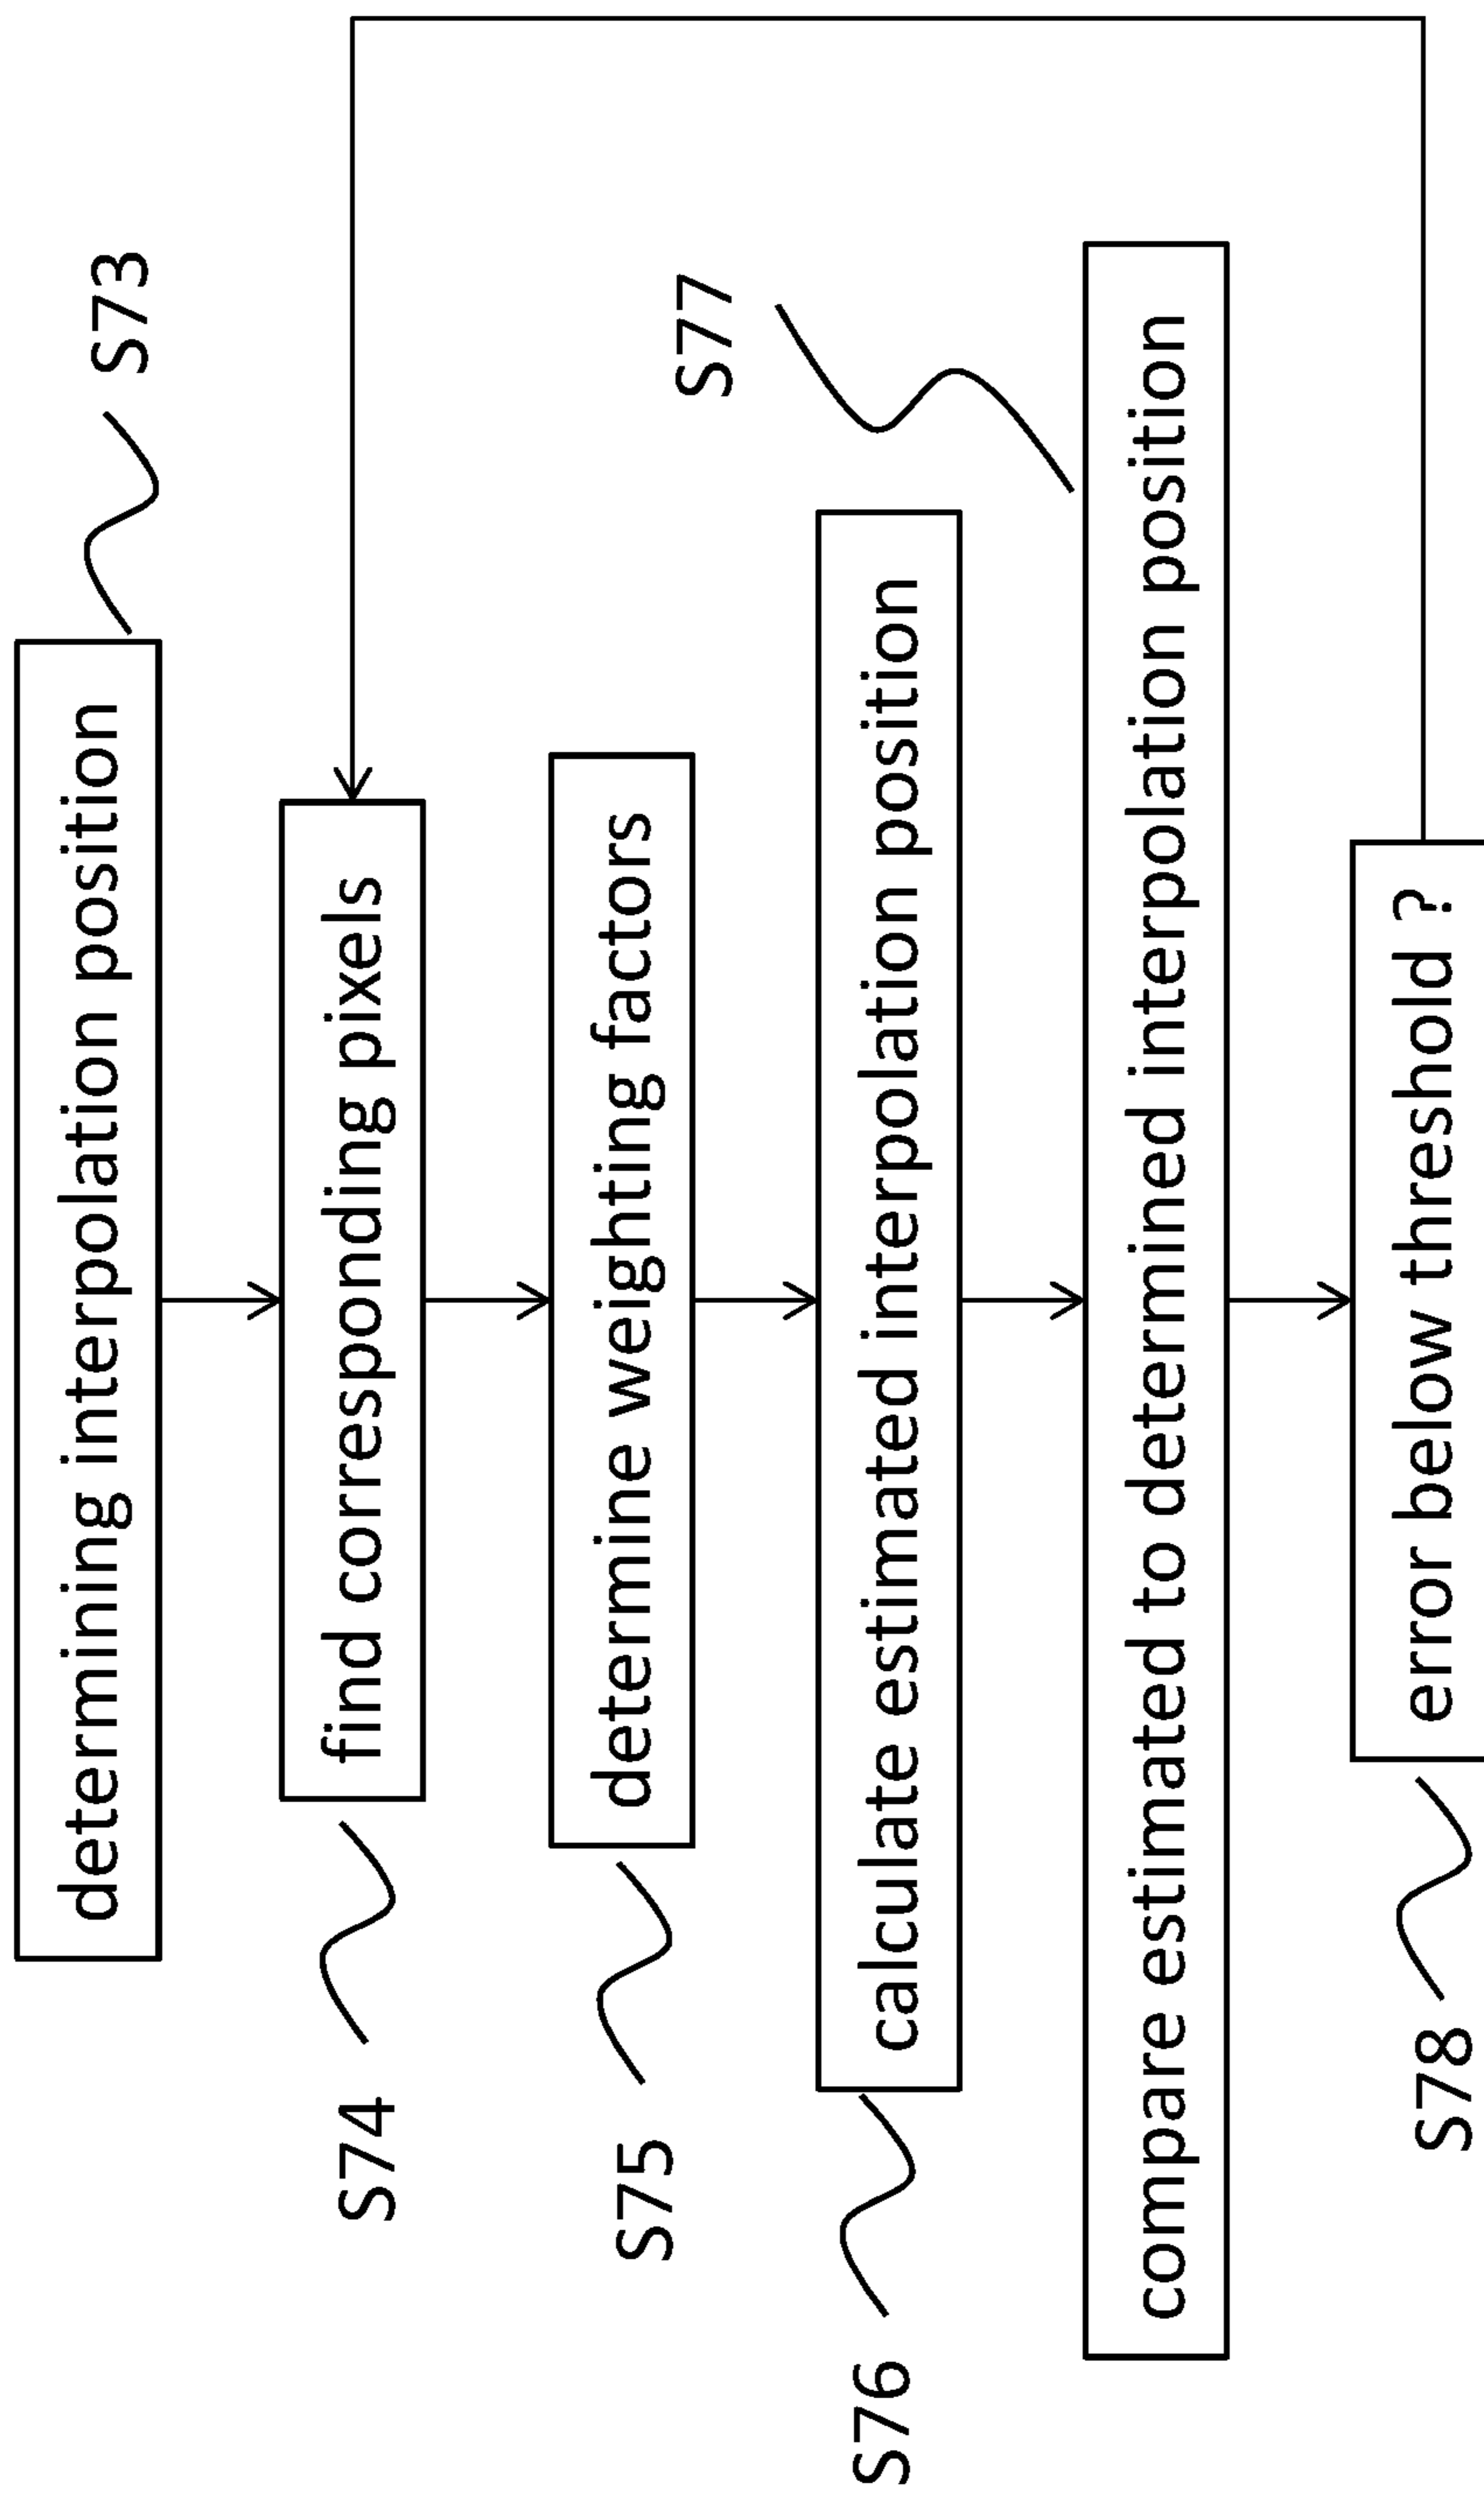 determining interpolation position
S73
find corresponding pixels
S74
determine weighting factors
S75
calculate estimated interpolation position
S76
compare estimated to determined interpolation position
S77
error below threshold ?
S78